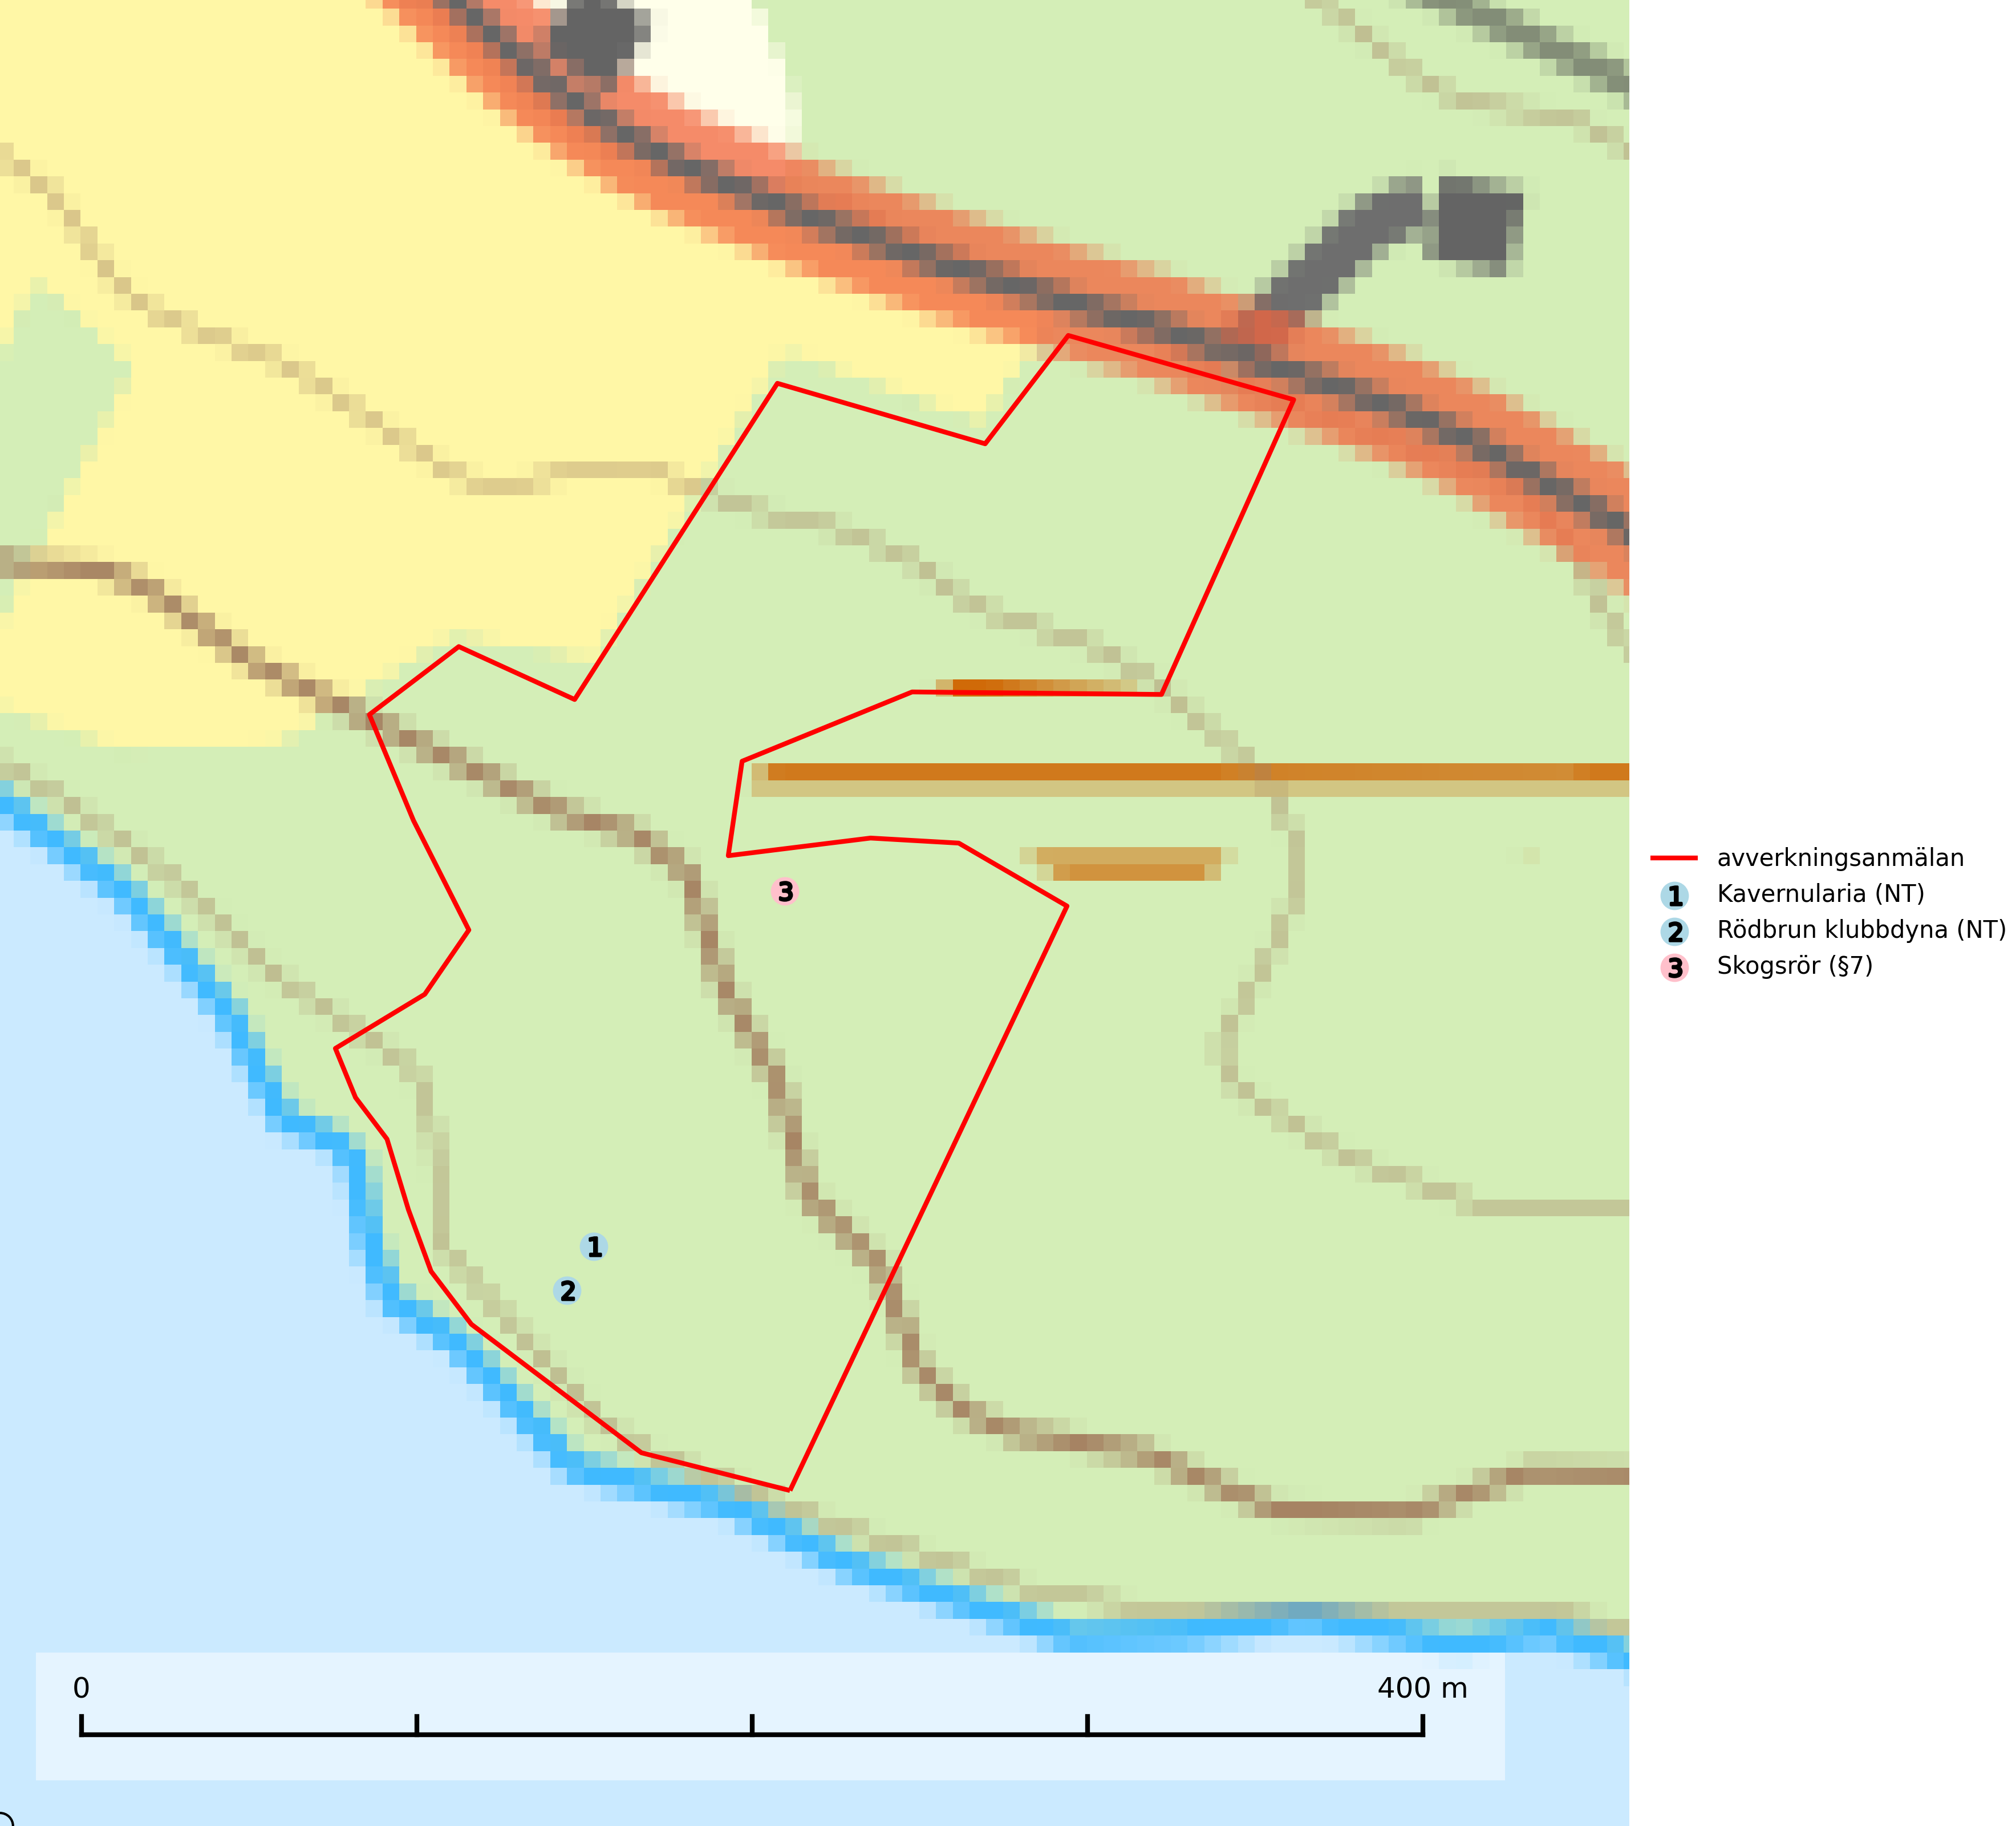 3
1
2
0 400 m
avverkningsanmälan
1 Kavernularia (NT)
2 Rödbrun klubbdyna (NT)
3 Skogsrör (§7)